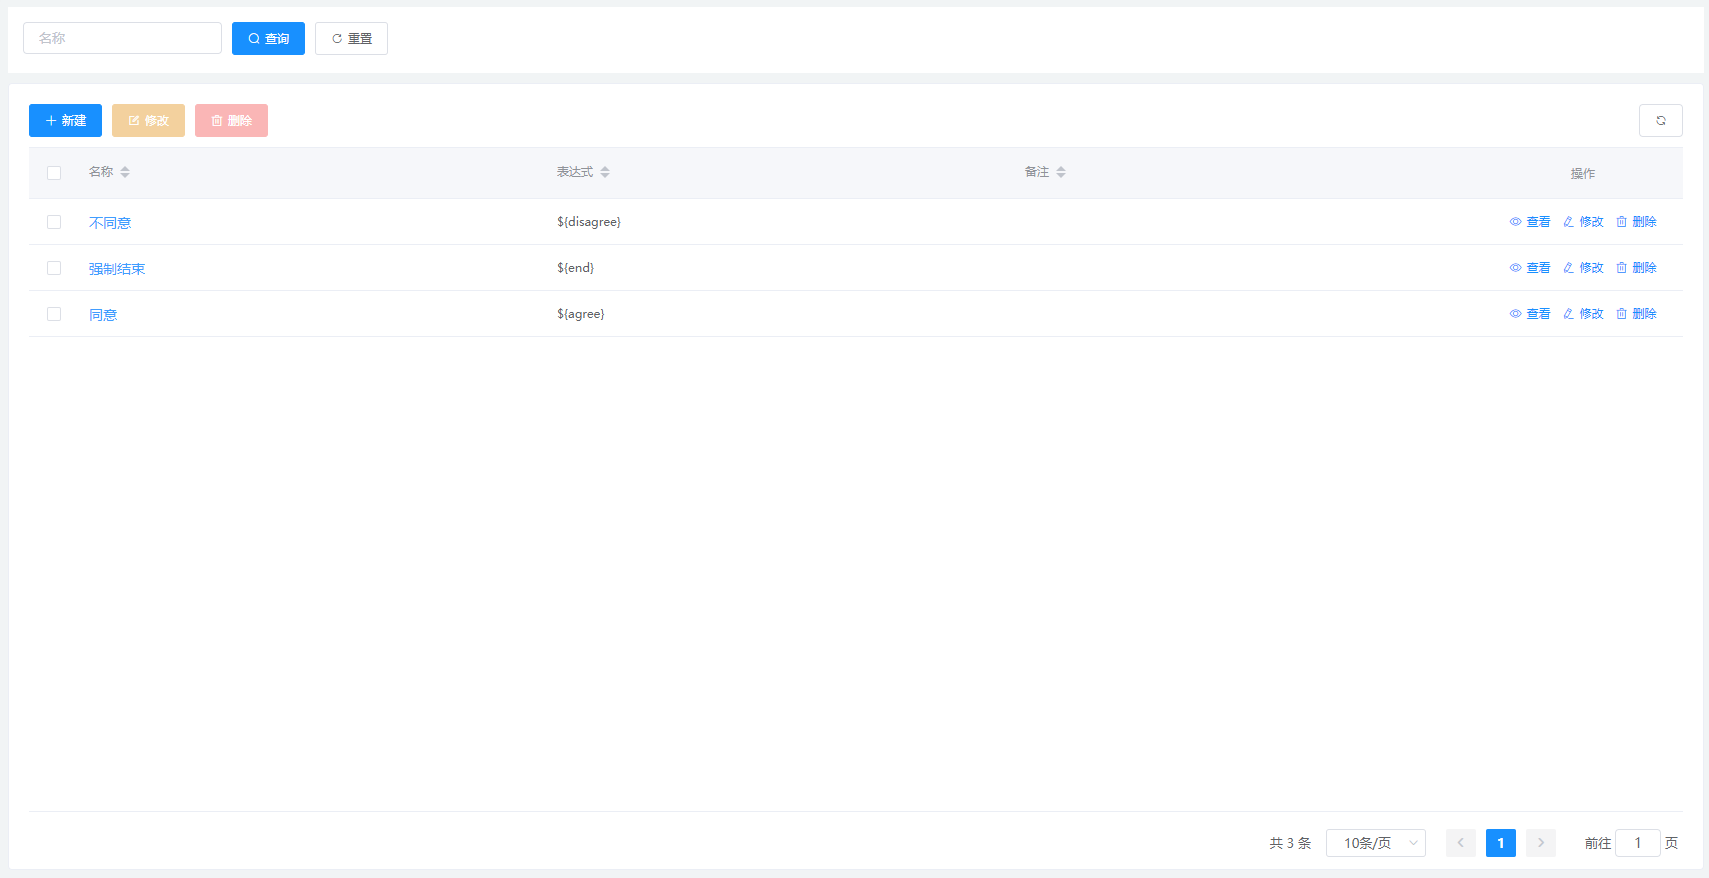 名称 查询 重置
新建 修改 删除
名称 表达式 备注 操作
不同意 ${disagree} 查看 修改 删除
强制结束 ${end} 查看 修改 删除
同意 ${agree} 查看 修改 删除
共 3 条 10条/页 1 前往 1 页